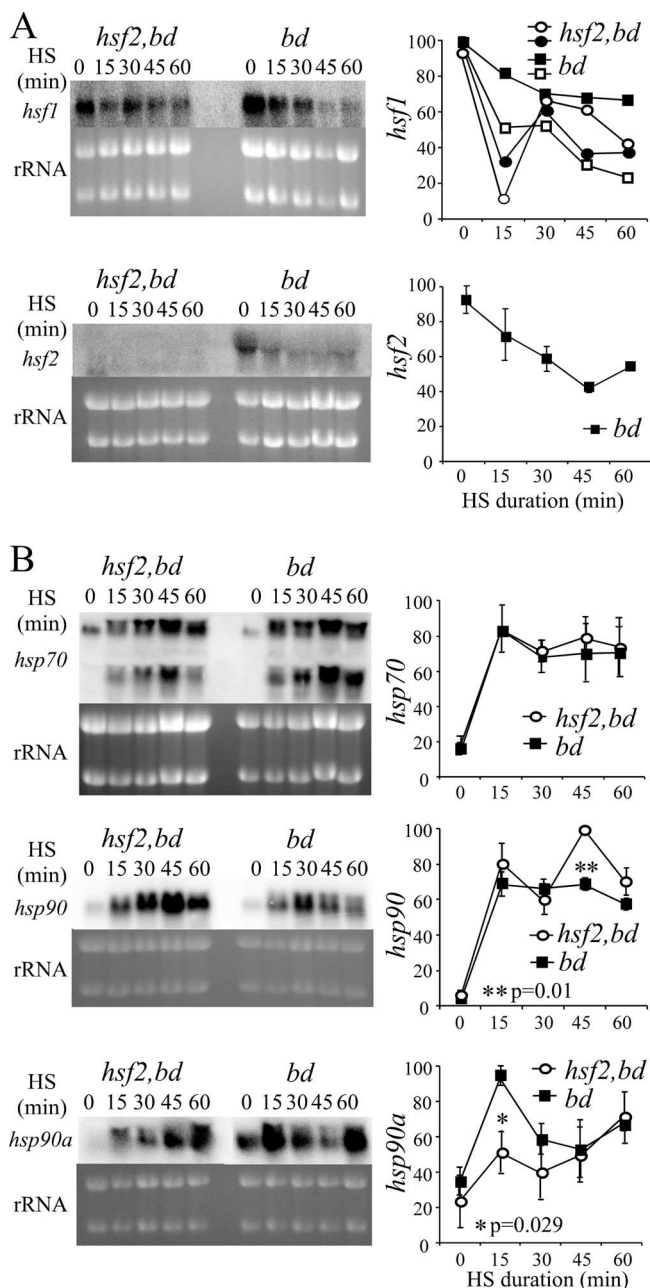 A
hsf2,bd bd
HS 0 15 30 45 60 0 15 30 45 60
(min)
hsf1
rRNA
hsf1
100
80
60
40
20
0
hsf2,bd
bd
0 15 30 45 60
hsf2,bd bd
HS 0 15 30 45 60 0 15 30 45 60
(min)
hsf2
rRNA
hsf2
100
80
60
40
20
0
bd
0 15 30 45 60
HS duration (min)
B
hsf2,bd bd
HS 0 15 30 45 60 0 15 30 45 60
(min)
hsp70
rRNA
hsp70
100
80
60
40
20
0
hsf2,bd
bd
0 15 30 45 60
hsf2,bd bd
HS 0 15 30 45 60 0 15 30 45 60
(min)
hsp90
rRNA
hsp90
100
80
60
40
20
0
**
hsf2,bd
bd
** p=0.01
0 15 30 45 60
hsf2,bd bd
HS 0 15 30 45 60 0 15 30 45 60
(min)
hsp90a
rRNA
hsp90a
100
80
60
40
20
0
hsf2,bd
bd
*
* p=0.029
0 15 30 45 60
HS duration (min)